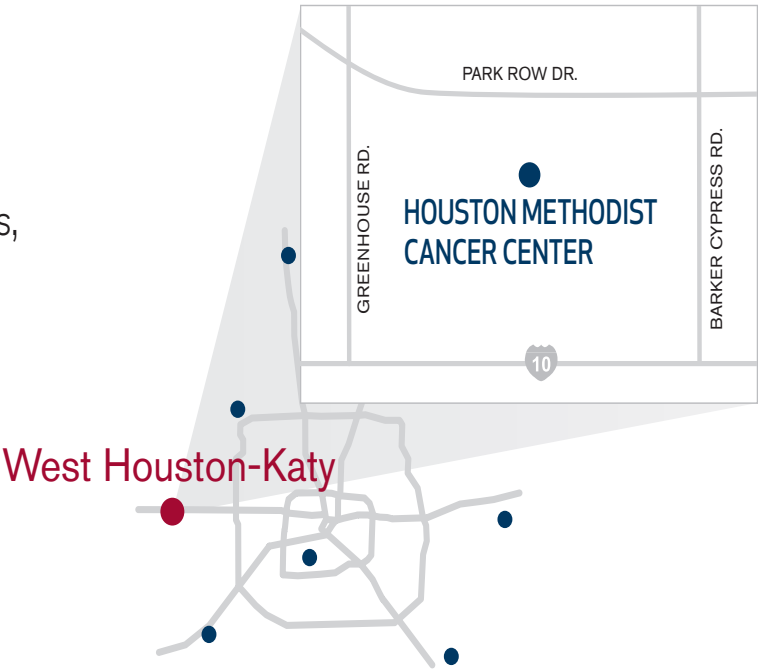 PARK ROW DR.
GREENHOUSE RD.
HOUSTON METHODIST
CANCER CENTER
BARKER CYPRESS RD.
10
s,
West Houston-Katy